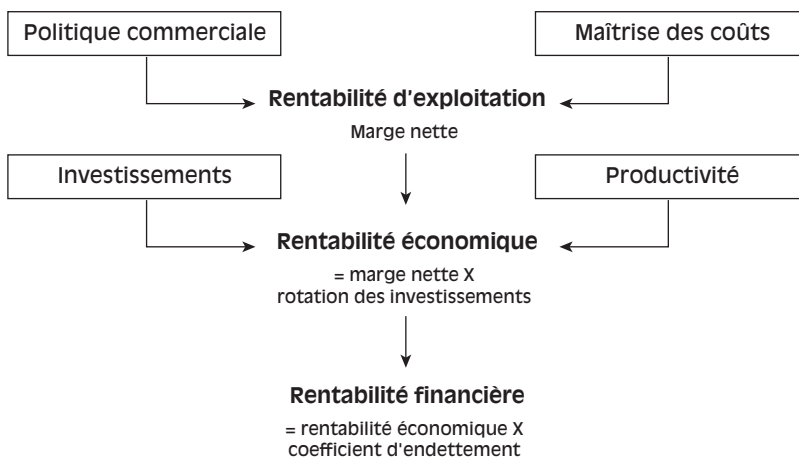 Politique commerciale
Maîtrise des coûts
Rentabilité d'exploitation
Marge nette
Investissements
Productivité
Rentabilité économique
= marge nette X
rotation des investissements
Rentabilité financière
= rentabilité économique X
coefficient d'endettement